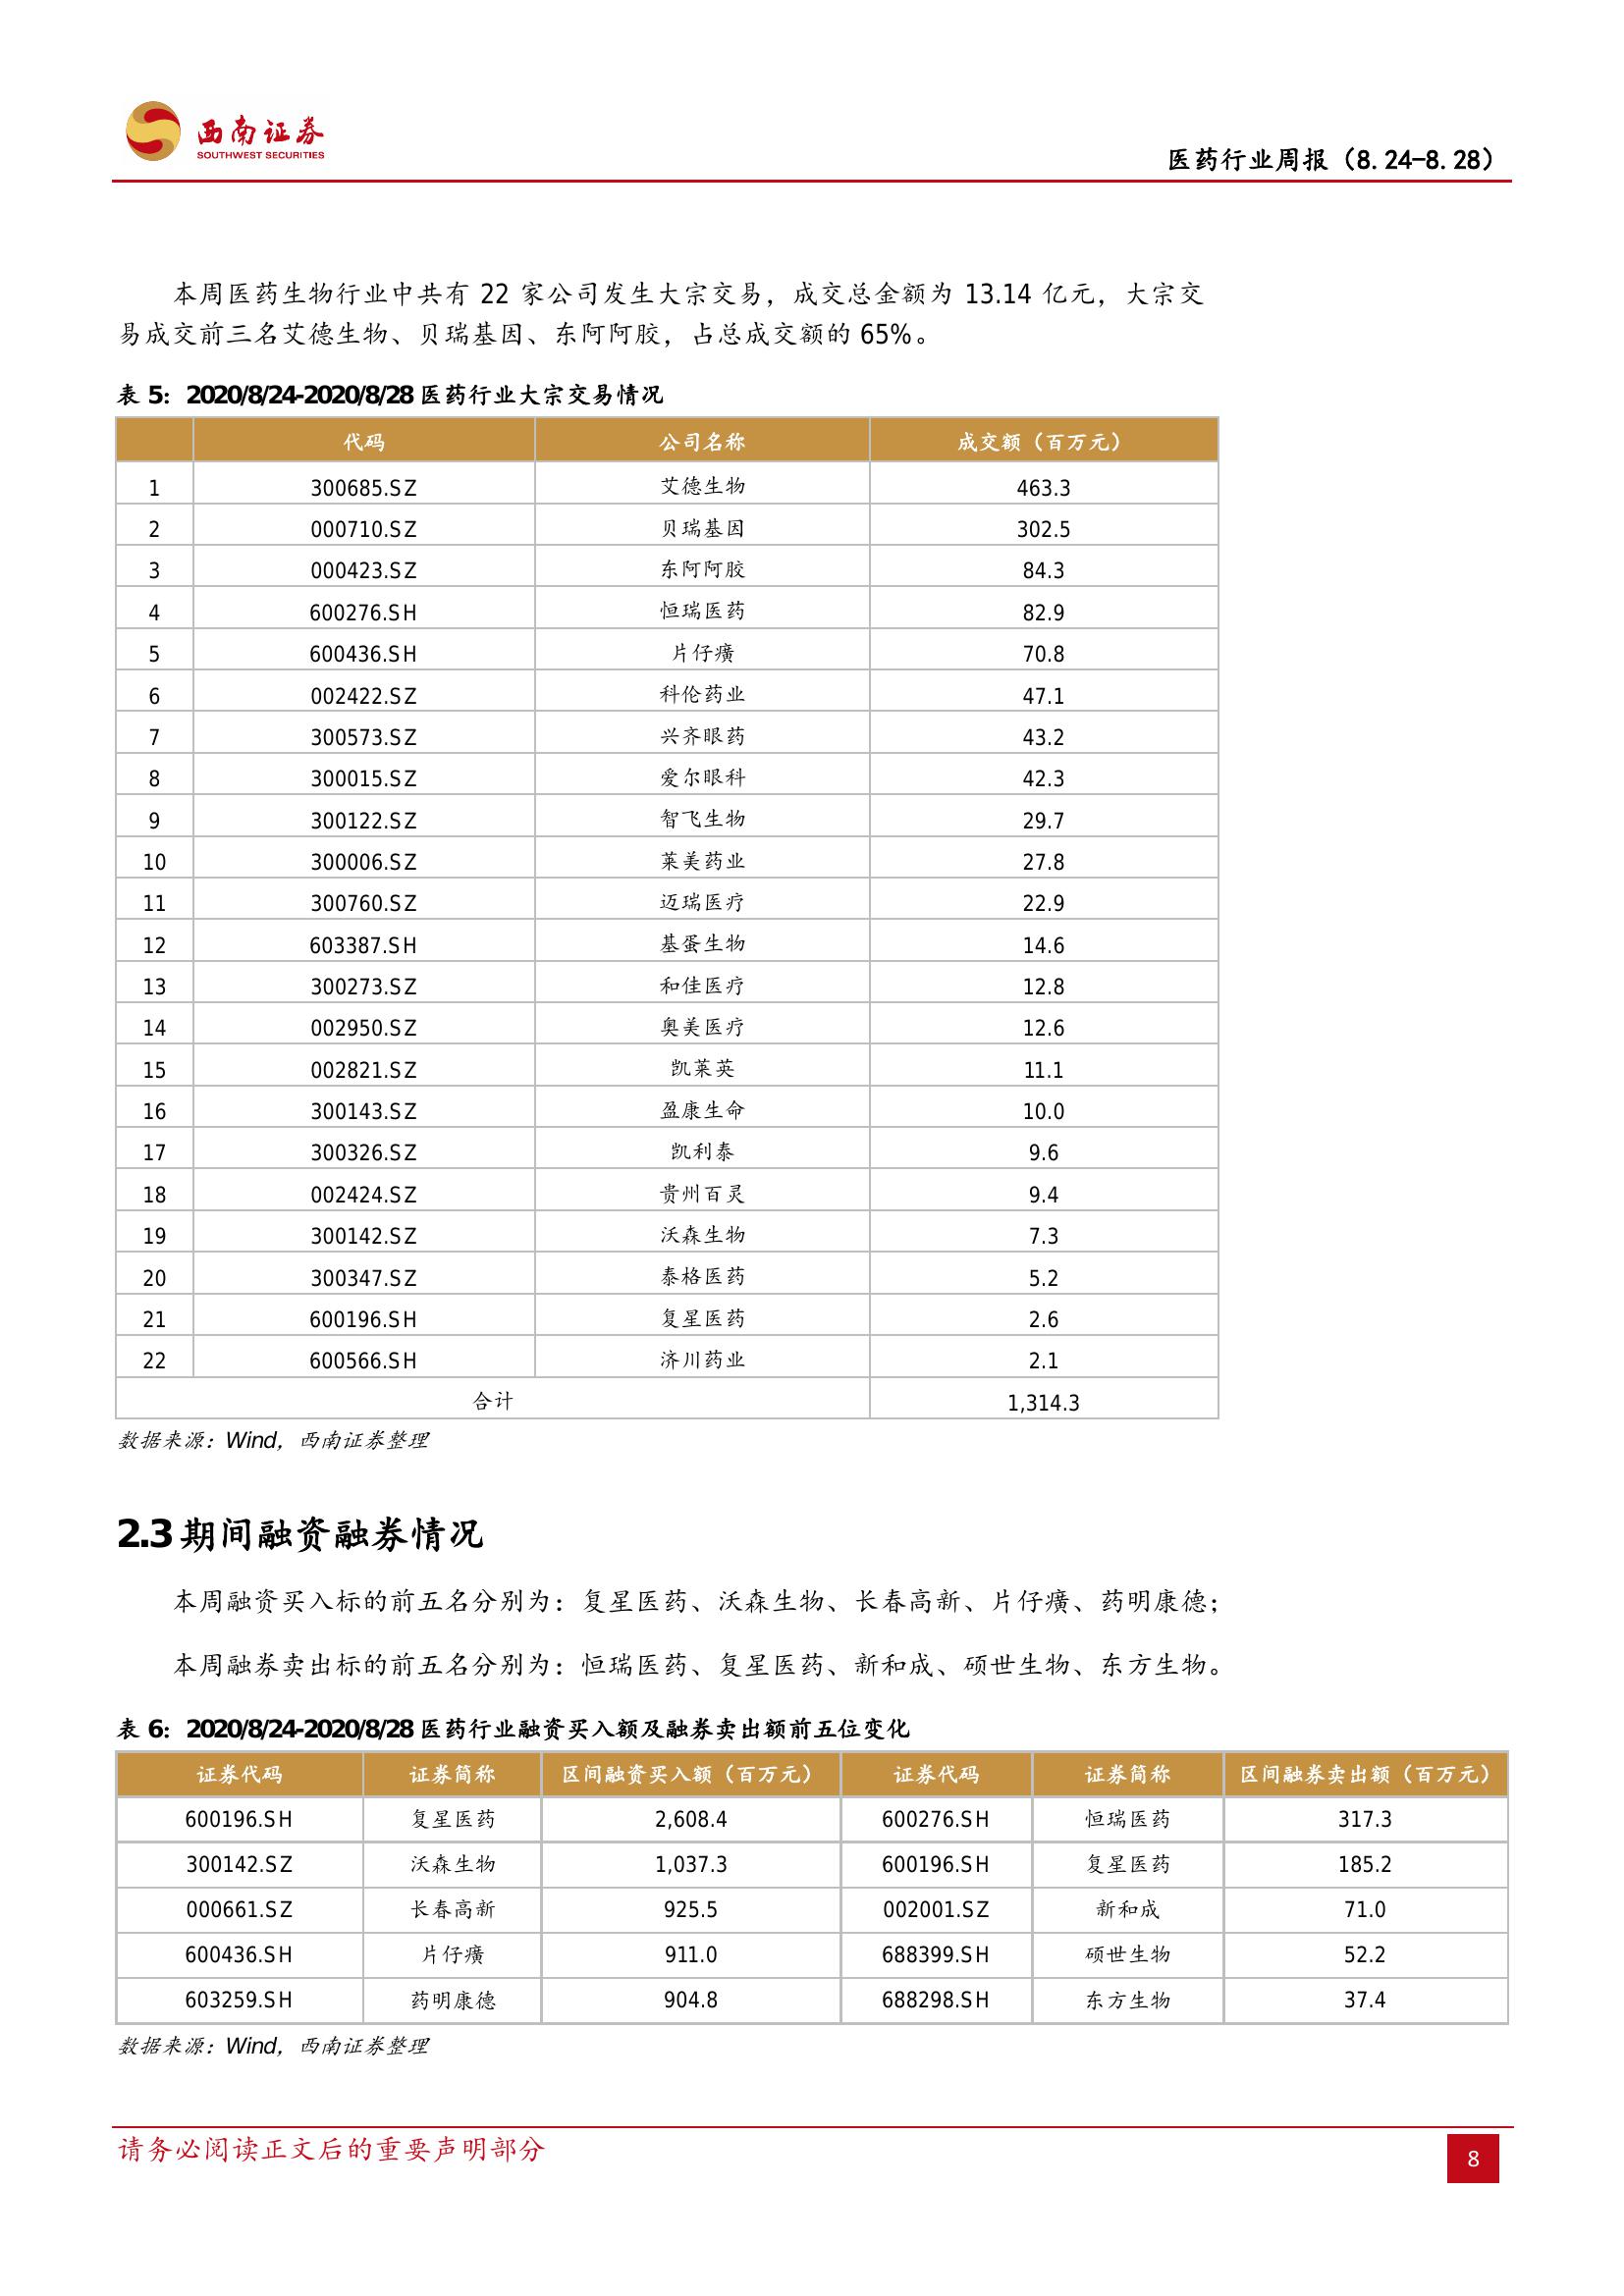 西南证券
SOUTHWEST SECURITIES
医药行业周报（8.24-8.28）
本周医药生物行业中共有 22 家公司发生大宗交易，成交总金额为 13.14 亿元，大宗交
易成交前三名艾德生物、贝瑞基因、东阿阿胶，占总成交额的 65%。
表 5：2020/8/24-2020/8/28 医药行业大宗交易情况
代码 公司名称 成交额（百万元）
1 300685.SZ 艾德生物 463.3
2 000710.SZ 贝瑞基因 302.5
3 000423.SZ 东阿阿胶 84.3
4 600276.SH 恒瑞医药 82.9
5 600436.SH 片仔癀 70.8
6 002422.SZ 科伦药业 47.1
7 300573.SZ 兴齐眼药 43.2
8 300015.SZ 爱尔眼科 42.3
9 300122.SZ 智飞生物 29.7
10 300006.SZ 莱美药业 27.8
11 300760.SZ 迈瑞医疗 22.9
12 603387.SH 基蛋生物 14.6
13 300273.SZ 和佳医疗 12.8
14 002950.SZ 奥美医疗 12.6
15 002821.SZ 凯莱英 11.1
16 300143.SZ 盈康生命 10.0
17 300326.SZ 凯利泰 9.6
18 002424.SZ 贵州百灵 9.4
19 300142.SZ 沃森生物 7.3
20 300347.SZ 泰格医药 5.2
21 600196.SH 复星医药 2.6
22 600566.SH 济川药业 2.1
合计 1,314.3
数据来源：Wind，西南证券整理
2.3 期间融资融券情况
本周融资买入标的前五名分别为：复星医药、沃森生物、长春高新、片仔癀、药明康德；
本周融券卖出标的前五名分别为：恒瑞医药、复星医药、新和成、硕世生物、东方生物。
表 6：2020/8/24-2020/8/28 医药行业融资买入额及融券卖出额前五位变化
证券代码 证券简称 区间融资买入额（百万元） 证券代码 证券简称 区间融券卖出额（百万元）
600196.SH 复星医药 2,608.4 600276.SH 恒瑞医药 317.3
300142.SZ 沃森生物 1,037.3 600196.SH 复星医药 185.2
000661.SZ 长春高新 925.5 002001.SZ 新和成 71.0
600436.SH 片仔癀 911.0 688399.SH 硕世生物 52.2
603259.SH 药明康德 904.8 688298.SH 东方生物 37.4
数据来源：Wind，西南证券整理
请务必阅读正文后的重要声明部分
8